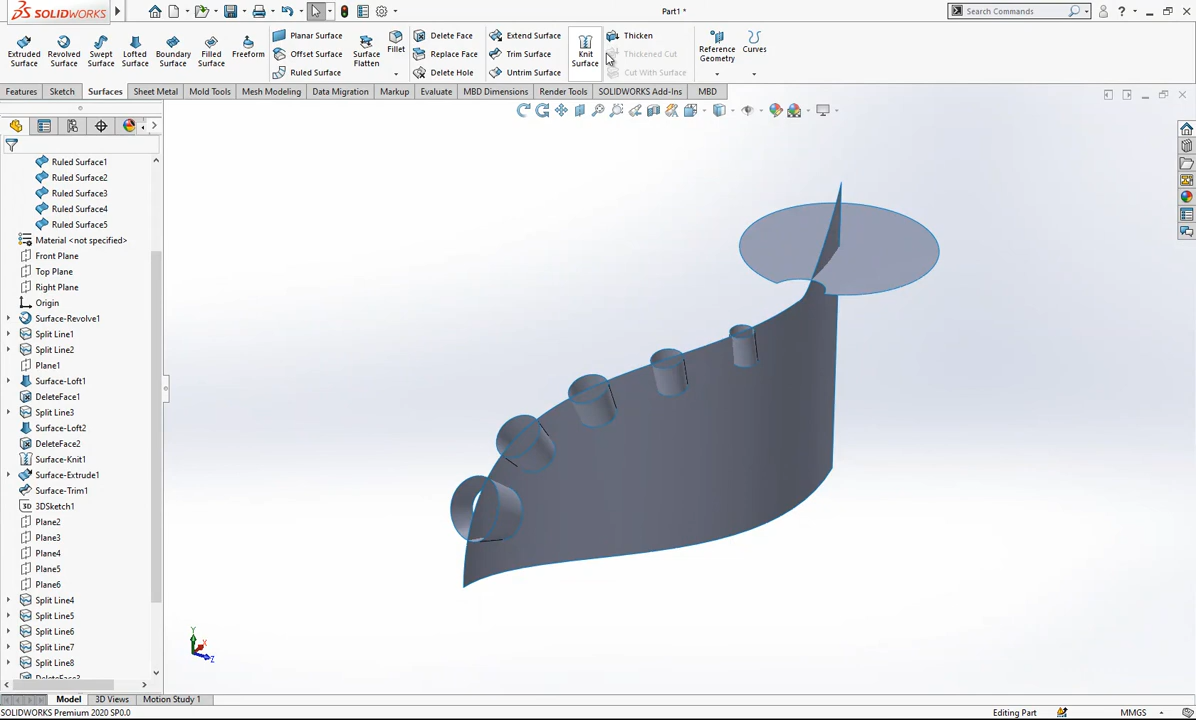 SOLIDWORKS
Part1 *
Search Commands
Extruded Surface
Revolved Surface
Swept Surface
Lofted Surface
Boundary Surface
Filled Surface
Freeform
Planar Surface
Offset Surface
Ruled Surface
Surface Flatten
Fillet
Delete Face
Replace Face
Delete Hole
Extend Surface
Trim Surface
Untrim Surface
Knit Surface
Thicken
Thickened Cut
Cut With Surface
Reference Geometry
Curves
Features
Sketch
Surfaces
Sheet Metal
Mold Tools
Mesh Modeling
Data Migration
Markup
Evaluate
MBD Dimensions
Render Tools
SOLIDWORKS Add-Ins
MBD
Ruled Surface1
Ruled Surface2
Ruled Surface3
Ruled Surface4
Ruled Surface5
Material <not specified>
Front Plane
Top Plane
Right Plane
Origin
Surface-Revolve1
Split Line1
Split Line2
Plane1
Surface-Loft1
DeleteFace1
Split Line3
Surface-Loft2
DeleteFace2
Surface-Knit1
Surface-Extrude1
Surface-Trim1
3D 3DSketch1
Plane2
Plane3
Plane4
Plane5
Plane6
Split Line4
Split Line5
Split Line6
Split Line7
Split Line8
Y
X
Z
Model
3D Views
Motion Study 1
SOLIDWORKS Premium 2020 SP0.0
Editing Part
MMGS